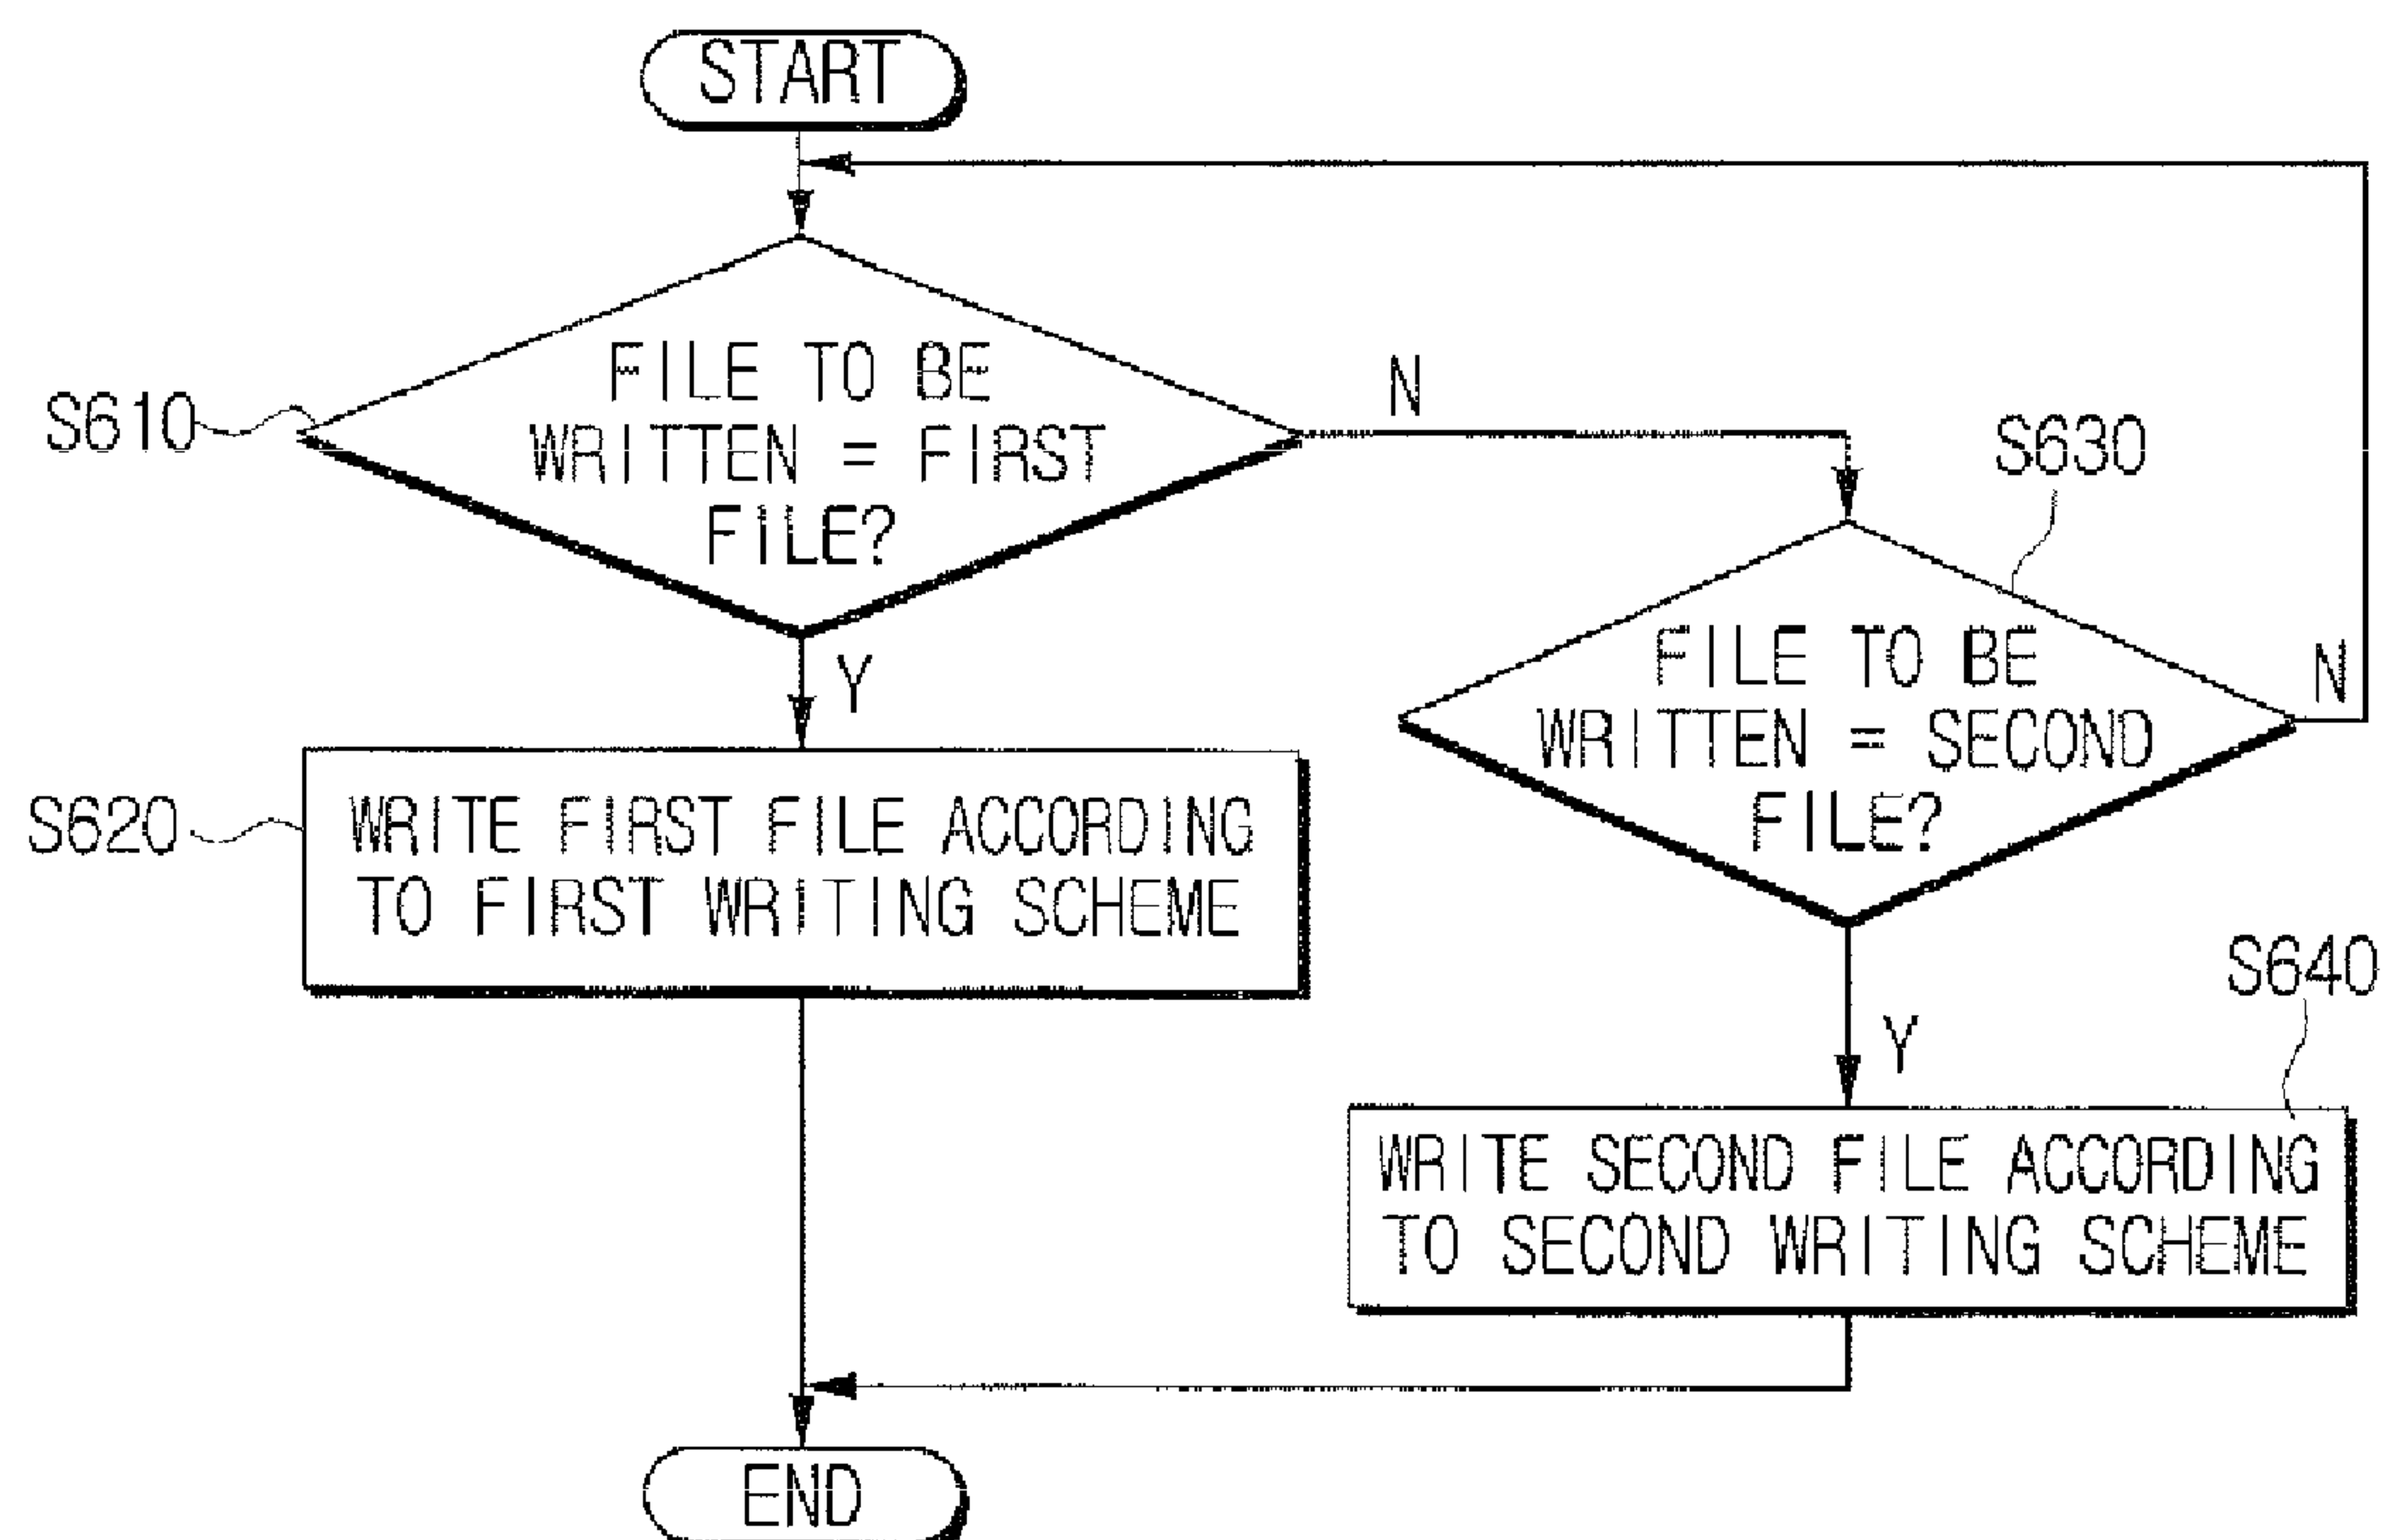 START
FILE TO BE
WRITTEN = FIRST
FILE?
S610
N
Y
S630
FILE TO BE
WRITTEN = SECOND
FILE?
N
Y
S620
WRITE FIRST FILE ACCORDING
TO FIRST WRITING SCHEME
S640
WRITE SECOND FILE ACCORDING
TO SECOND WRITING SCHEME
END